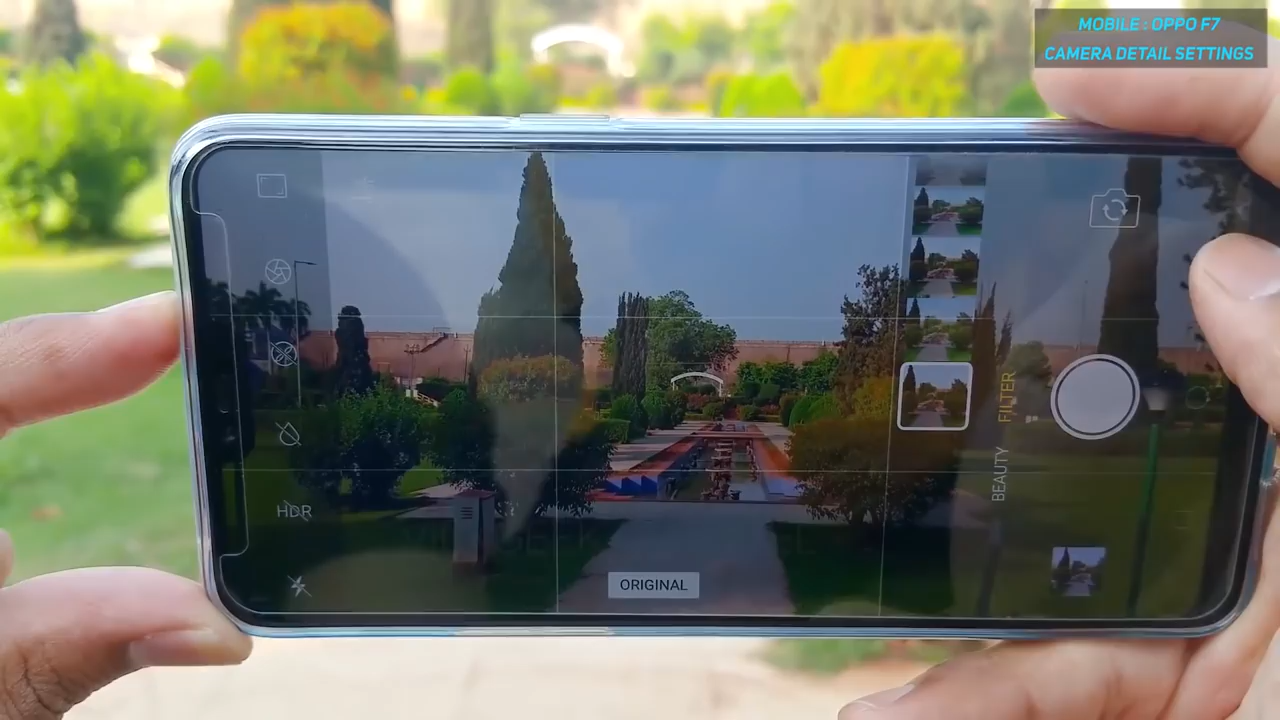 MOBILE : OPPO F7
CAMERA DETAIL SETTINGS
FILTER
BEAUTY
HDR
ORIGINAL